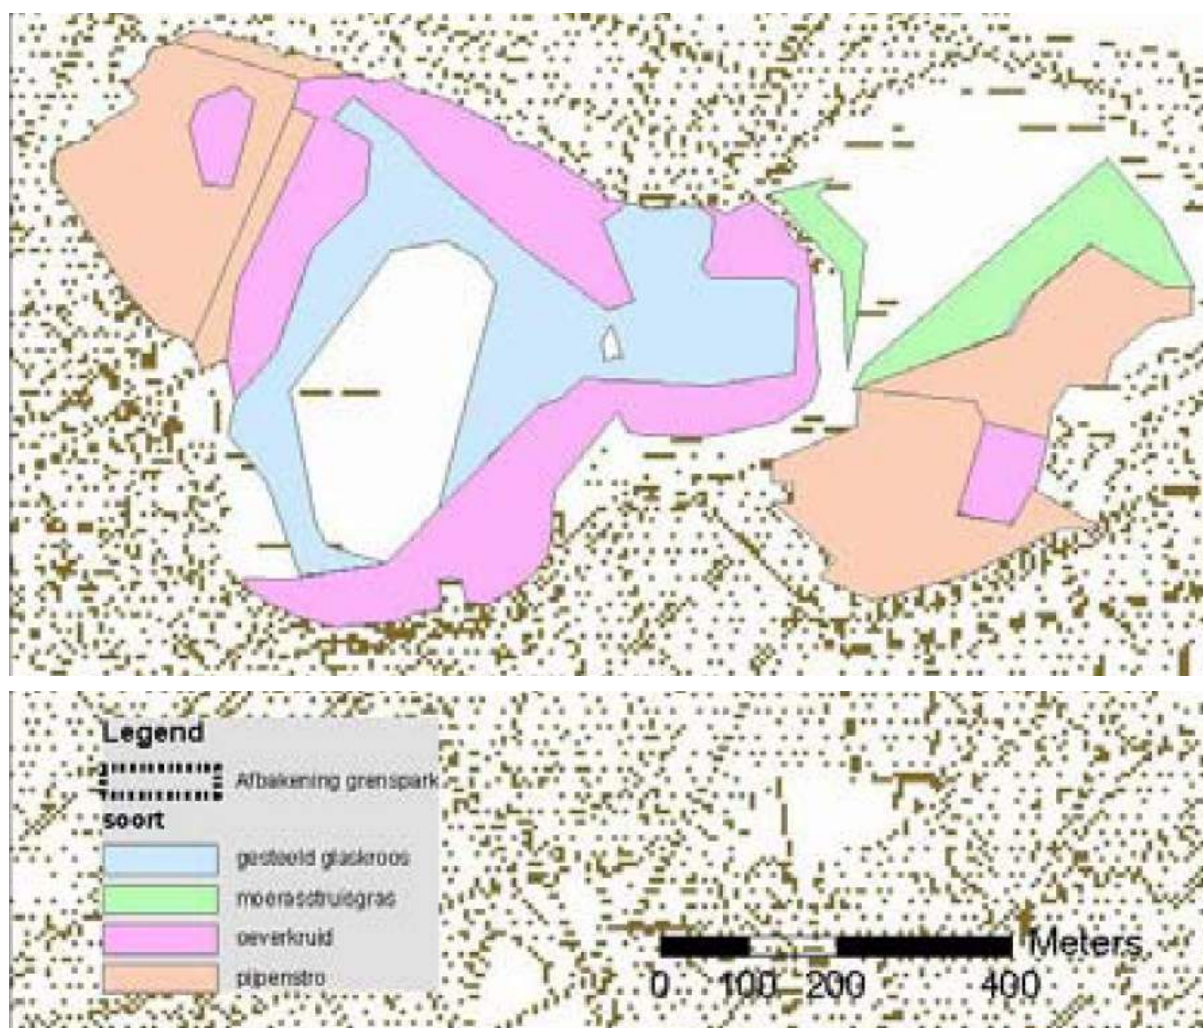 Legend
Afbakening grenspark
soort
gesteeld glaskroos
moerasstruisgras
oeverkruid
pijpenstro
Meters
0 100 200 400